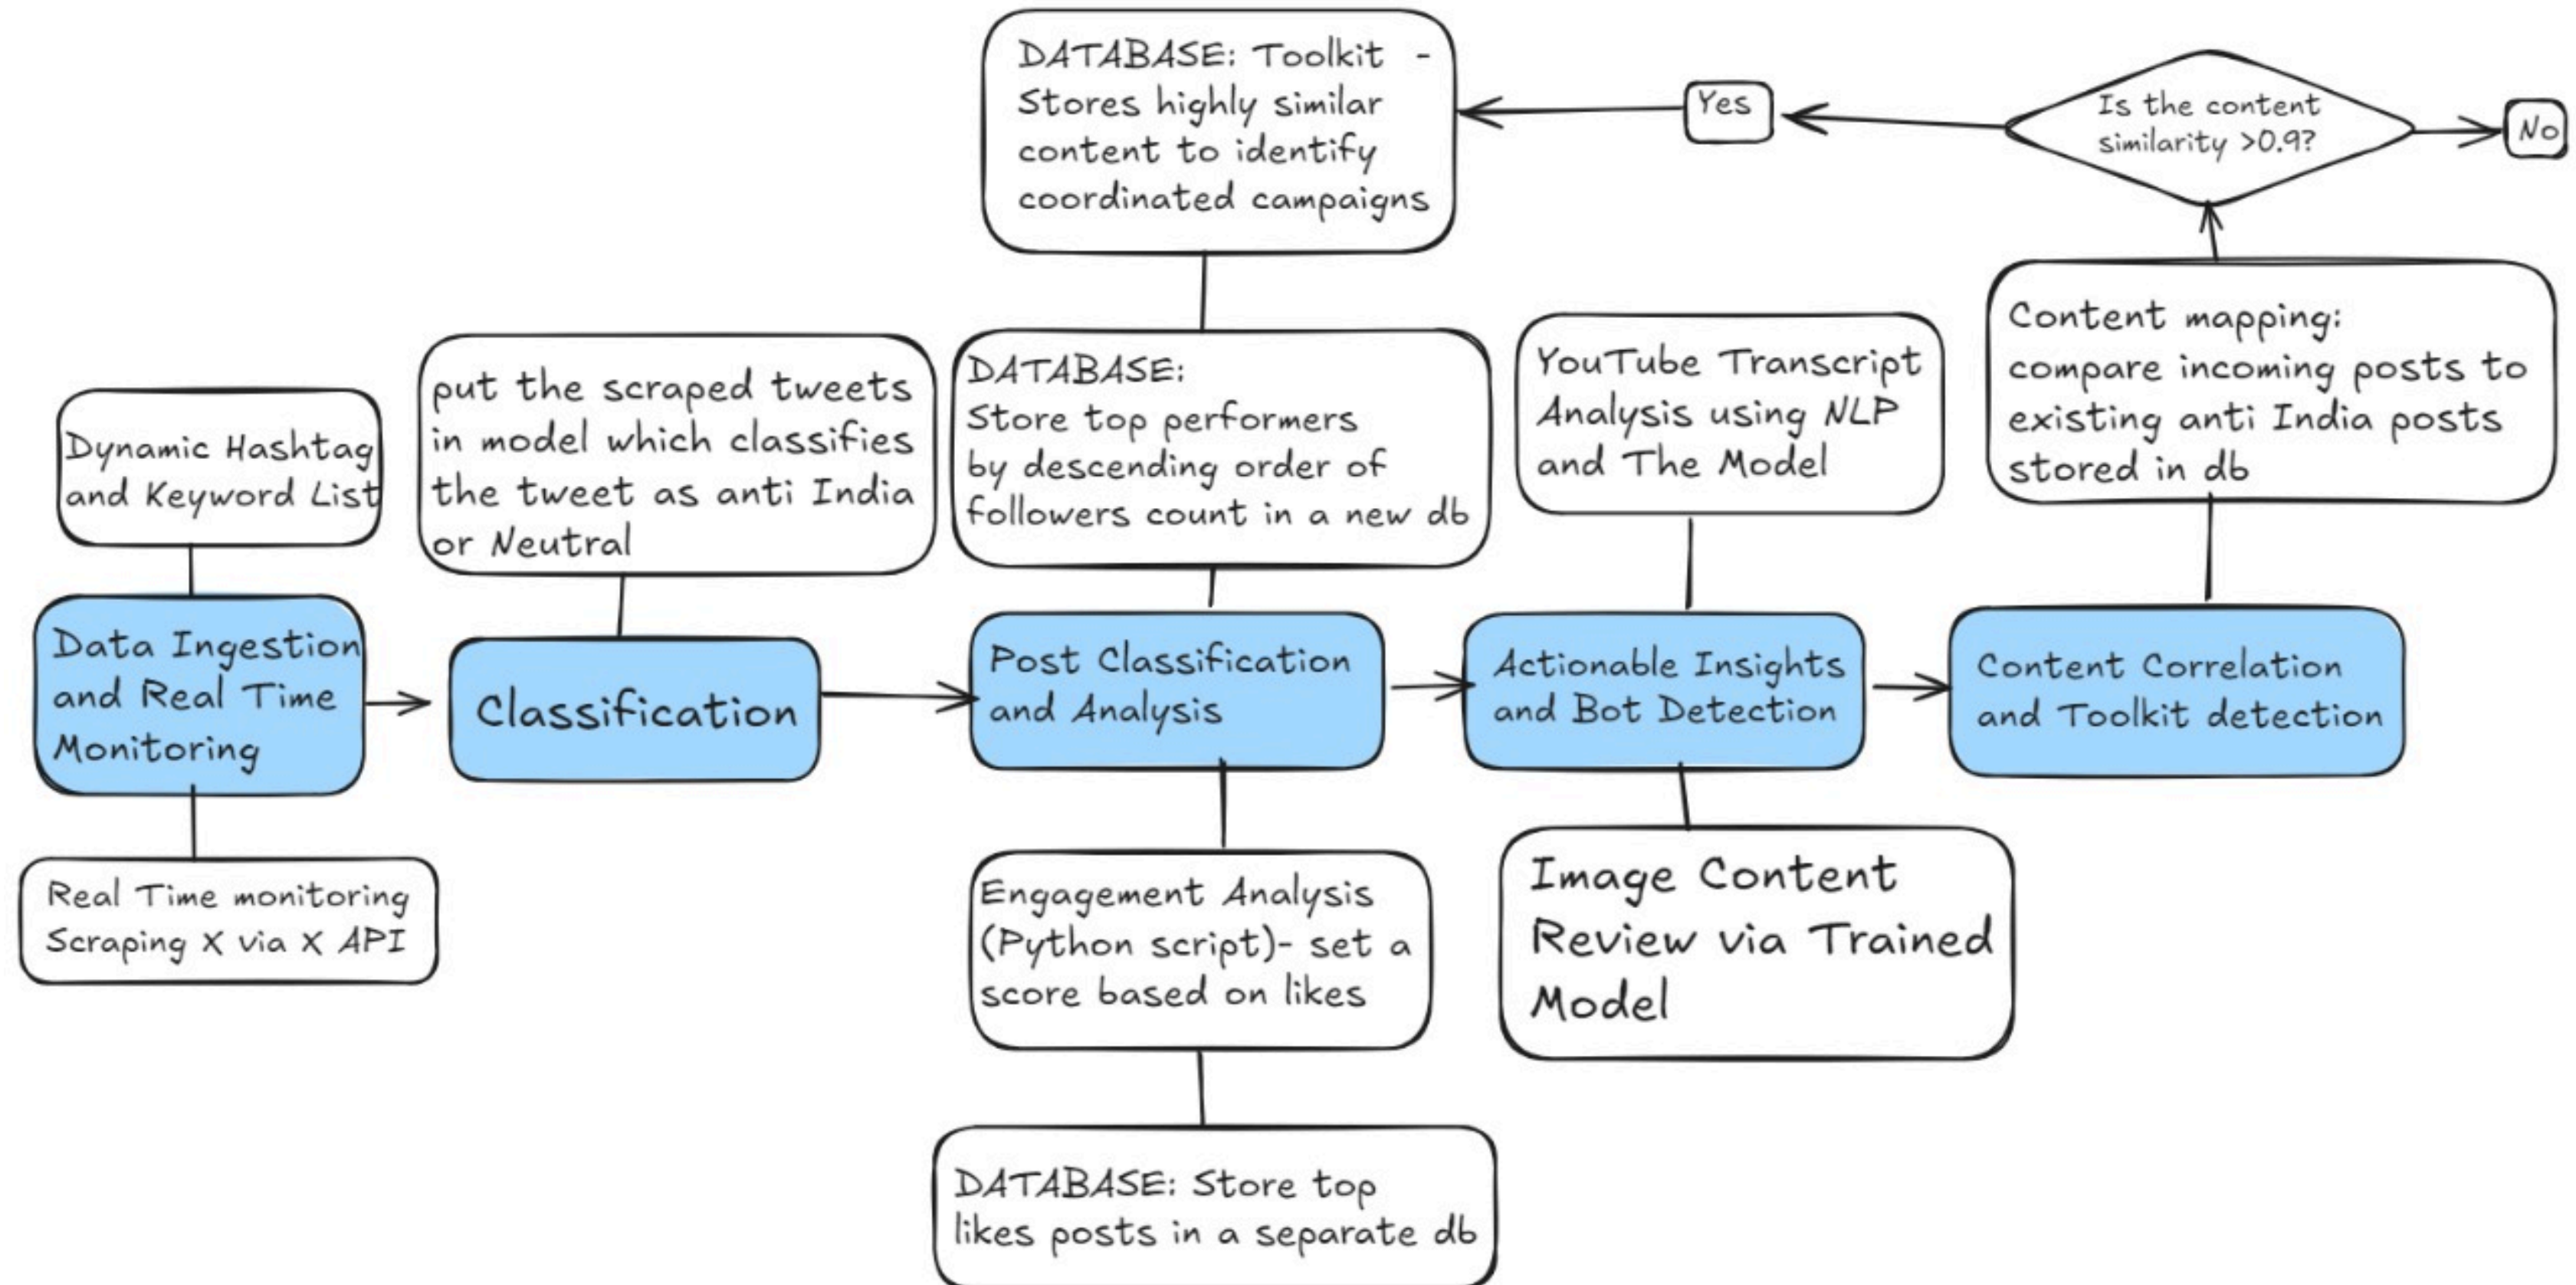 DATABASE: Toolkit -
Stores highly similar
content to identify
coordinated campaigns
Yes
Is the content
similarity >0.9?
No
Dynamic Hashtag
and Keyword List
put the scraped tweets
in model which classifies
the tweet as anti India
or Neutral
DATABASE:
Store top performers
by descending order of
followers count in a new db
YouTube Transcript
Analysis using NLP
and The Model
Content mapping:
compare incoming posts to
existing anti India posts
stored in db
Data Ingestion
and Real Time
Monitoring
Classification
Post Classification
and Analysis
Actionable Insights
and Bot Detection
Content Correlation
and Toolkit detection
Real Time monitoring
Scraping X via X API
Engagement Analysis
(Python script)- set a
score based on likes
Image Content
Review via Trained
Model
DATABASE: Store top
likes posts in a separate db